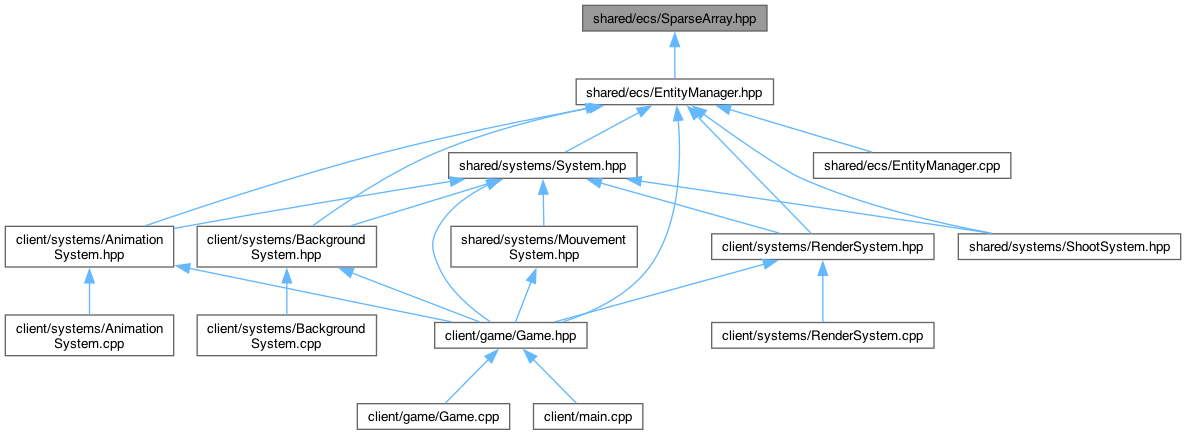 shared/ecs/SparseArray.hpp
shared/ecs/EntityManager.hpp
shared/systems/System.hpp
shared/ecs/EntityManager.cpp
client/systems/Animation
System.hpp
client/systems/Background
System.hpp
shared/systems/Mouvement
System.hpp
client/systems/RenderSystem.hpp
shared/systems/ShootSystem.hpp
client/systems/Animation
System.cpp
client/systems/Background
System.cpp
client/game/Game.hpp
client/systems/RenderSystem.cpp
client/game/Game.cpp
client/main.cpp